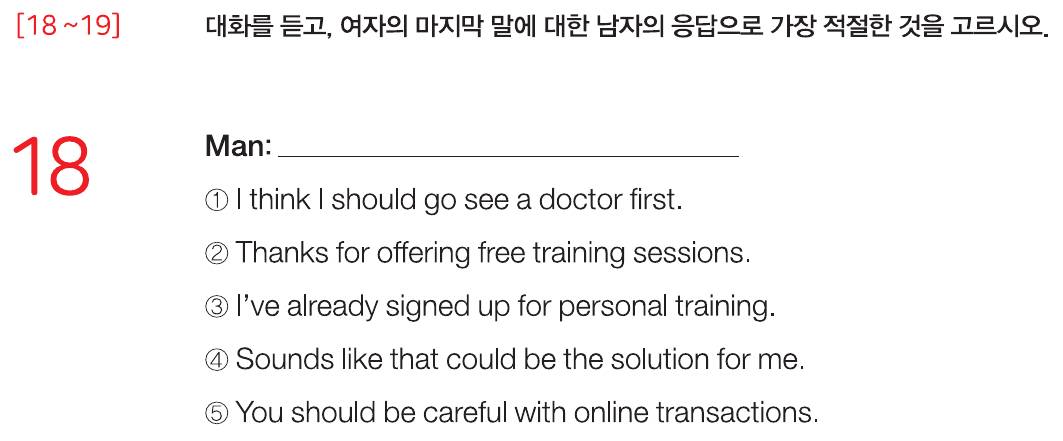 [18 ~19] 대화를 듣고, 여자의 마지막 말에 대한 남자의 응답으로 가장 적절한 것을 고르시오.
18
Man:
① I think I should go see a doctor first.
② Thanks for offering free training sessions.
③ I've already signed up for personal training.
④ Sounds like that could be the solution for me.
⑤ You should be careful with online transactions.